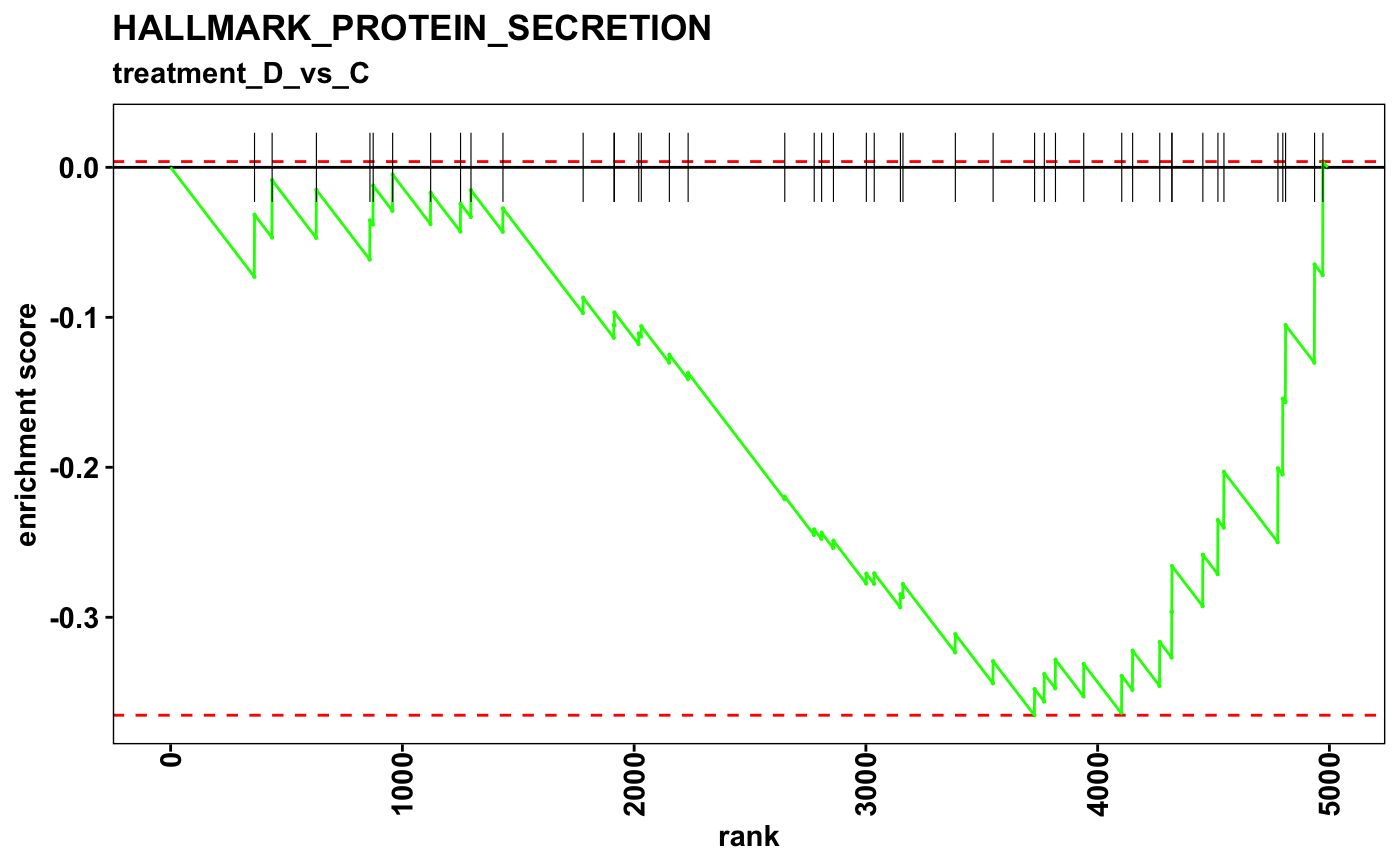 HALLMARK_PROTEIN_SECRETION
treatment_D_vs_C
enrichment score
0.0
-0.1
-0.2
-0.3
0
1000
2000
3000
4000
5000
rank